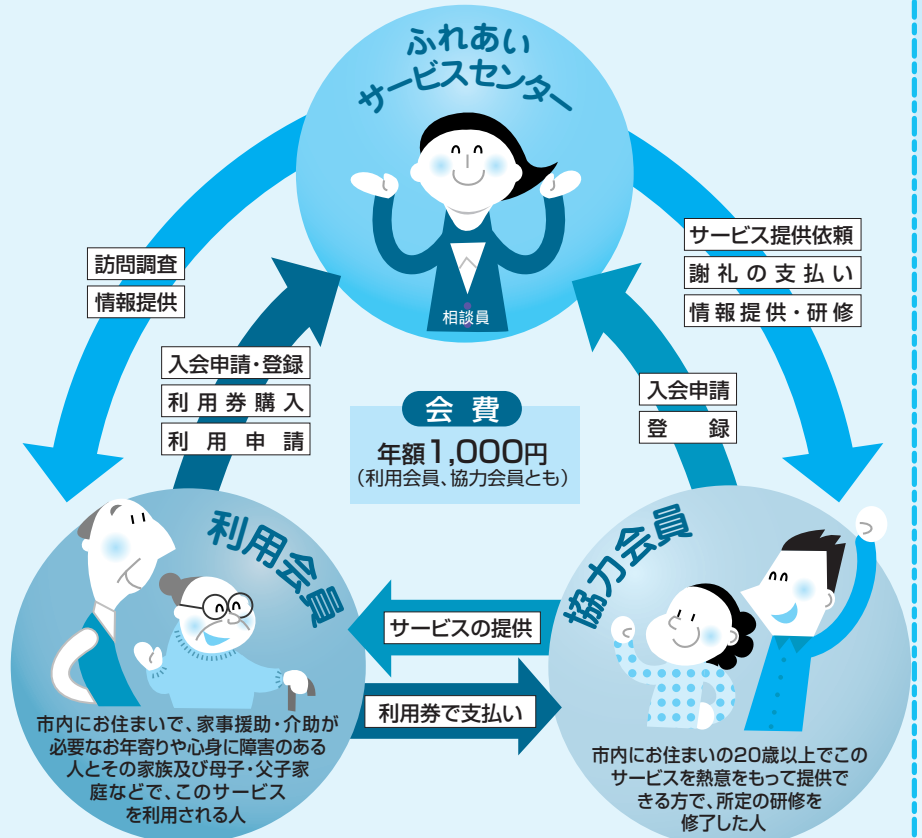 ふれあい
サービスセンター
相談員
訪問調査
情報提供
入会申請・登録
利用券購入
利用申請
サービス提供依頼
謝礼の支払い
情報提供・研修
入会申請
登録
会費
年額1,000円
(利用会員、協力会員とも)
利用会員
市内にお住まいで、家事援助・介助が
必要なお年寄りや心身に障害のある
人とその家族及び母子・父子家
庭などで、このサービス
を利用される人
サービスの提供
利用券で支払い
協力会員
市内にお住まいの20歳以上でこの
サービスを熱意をもって提供で
きる方で、所定の研修を
修了した人